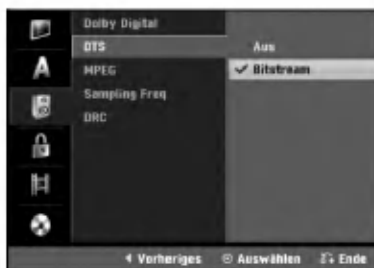 Dolby Digital
DTS
Aus
MPEG
✓ Bitstream
Sampling Freq
DRC
A
◄ Vorheriges ⊙ Auswählen Ende